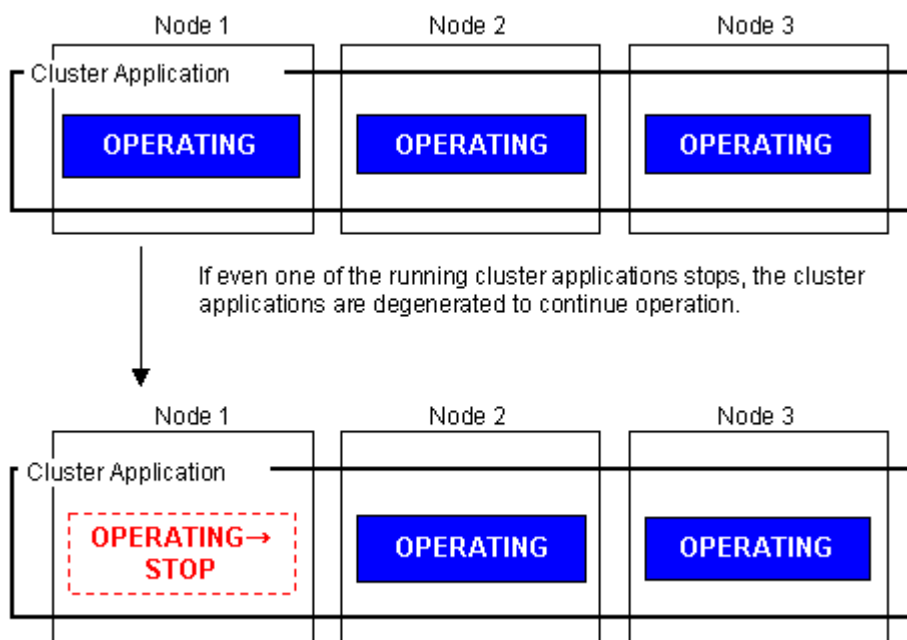 Node 1
Node 2
Node 3
Cluster Application
OPERATING
OPERATING
OPERATING
If even one of the running cluster applications stops, the cluster
applications are degenerated to continue operation.
Node 1
Node 2
Node 3
Cluster Application
OPERATING→
STOP
OPERATING
OPERATING